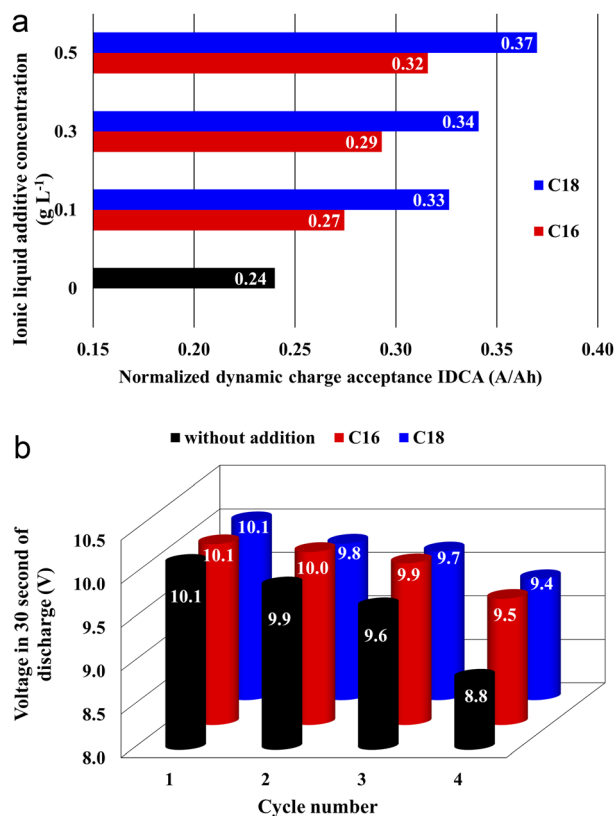 a
Ionic liquid additive concentration
(g L⁻¹)
0.5
0.37
0.32
0.3
0.34
0.29
C18
0.1
0.33
C16
0.27
0
0.24
0.15 0.20 0.25 0.30 0.35 0.40
Normalized dynamic charge acceptance IDCA (A/Ah)
without addition C16 C18
b
Voltage in 30 second of
discharge (V)
10.5
10.0
9.5
9.0
8.5
8.0
10.1 9.8 9.7 9.4
10.1 10.0 9.9 9.5
10.1 9.9 9.6 8.8
1 2 3 4
Cycle number